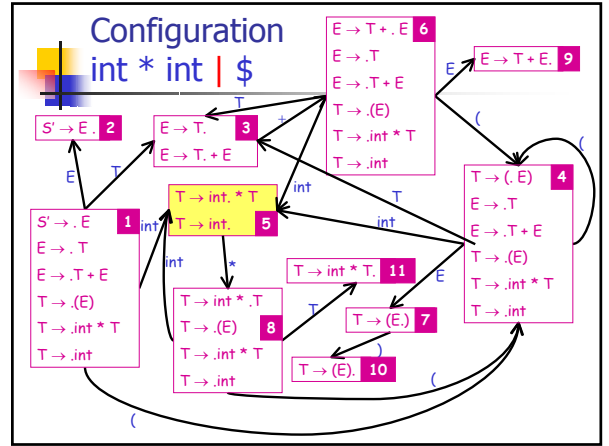 Configuration
int * int | $
E → T + . E 6
E → .T
E → .T + E
T → .(E)
T → .int * T
T → .int
E
E → T + E. 9
T
+
(
(
S' → E . 2
E → T. 3
E → T. + E
E
T
T → (. E) 4
E → .T
E → .T + E
T → .(E)
T → .int * T
T → .int
T → int. * T
T → int. 5
int
T
int
S' → . E 1
E → . T
E → .T + E
T → .(E)
T → .int * T
T → .int
int
int
*
T → int * T. 11
E
T → int * .T
T → .(E) 8
T → .int * T
T → .int
T
T → (E.) 7
)
T → (E). 10
(
(